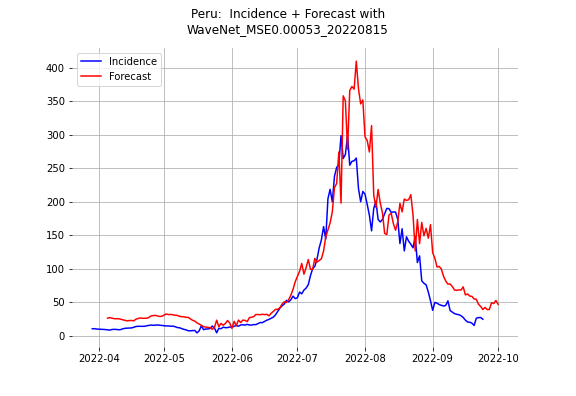 Peru:  Incidence + Forecast with
WaveNet_MSE0.00053_20220815
Incidence
Forecast
400
350
300
250
200
150
100
50
0
2022-04 2022-05 2022-06 2022-07 2022-08 2022-09 2022-10